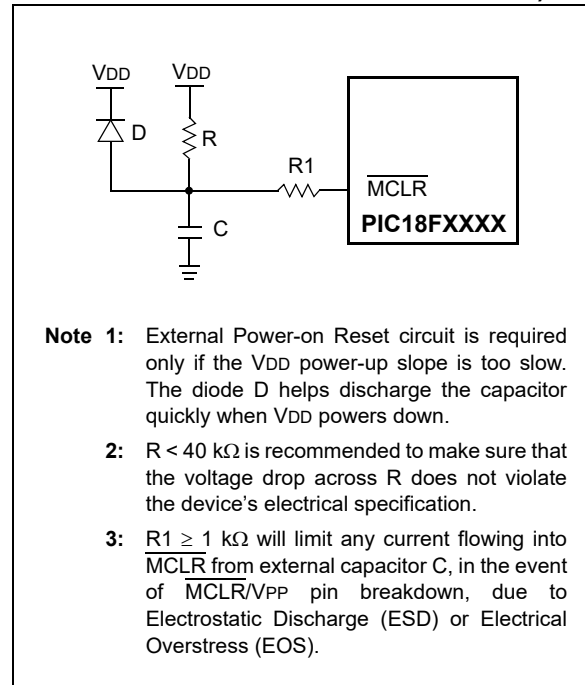 VDD VDD
D
R
R1
MCLR
C
PIC18FXXXX
Note 1: External Power-on Reset circuit is required
only if the VDD power-up slope is too slow.
The diode D helps discharge the capacitor
quickly when VDD powers down.
2: R < 40 kΩ is recommended to make sure that
the voltage drop across R does not violate
the device's electrical specification.
3: R1 ≥ 1 kΩ will limit any current flowing into
MCLR from external capacitor C, in the event
of MCLR/VPP pin breakdown, due to
Electrostatic Discharge (ESD) or Electrical
Overstress (EOS).